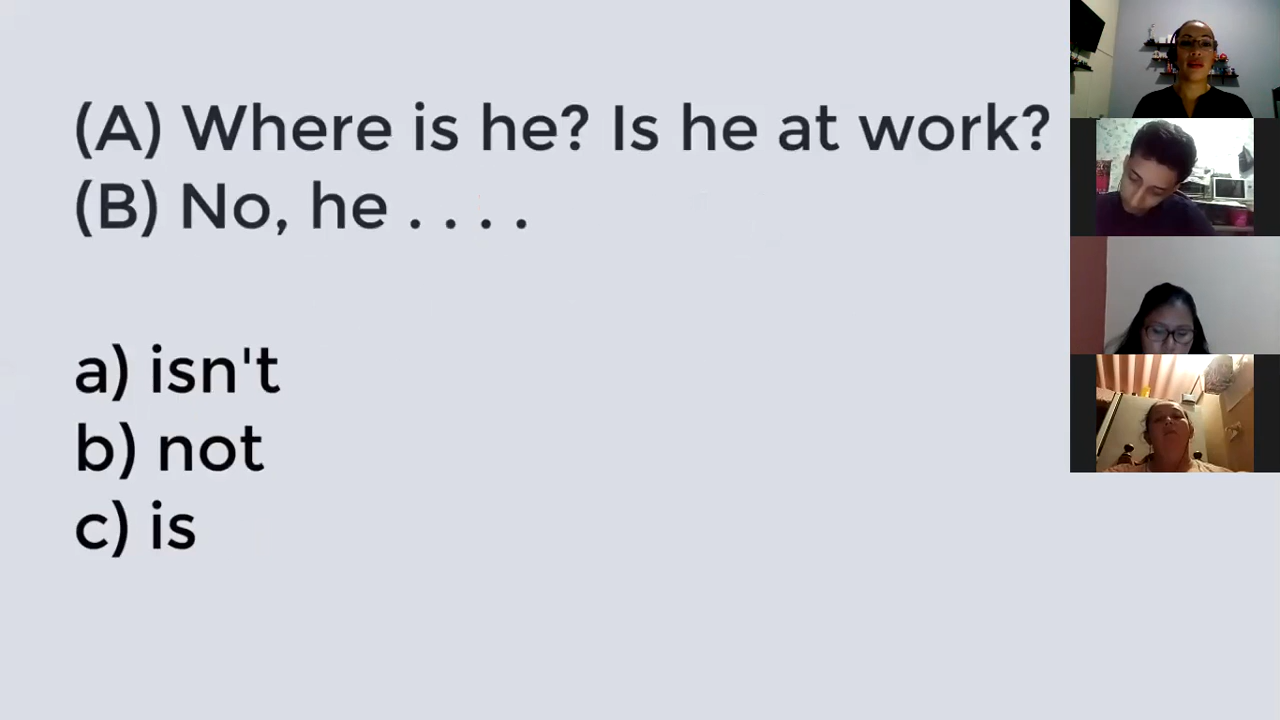 (A) Where is he? Is he at work?
(B) No, he . . . .
a) isn't
b) not
c) is